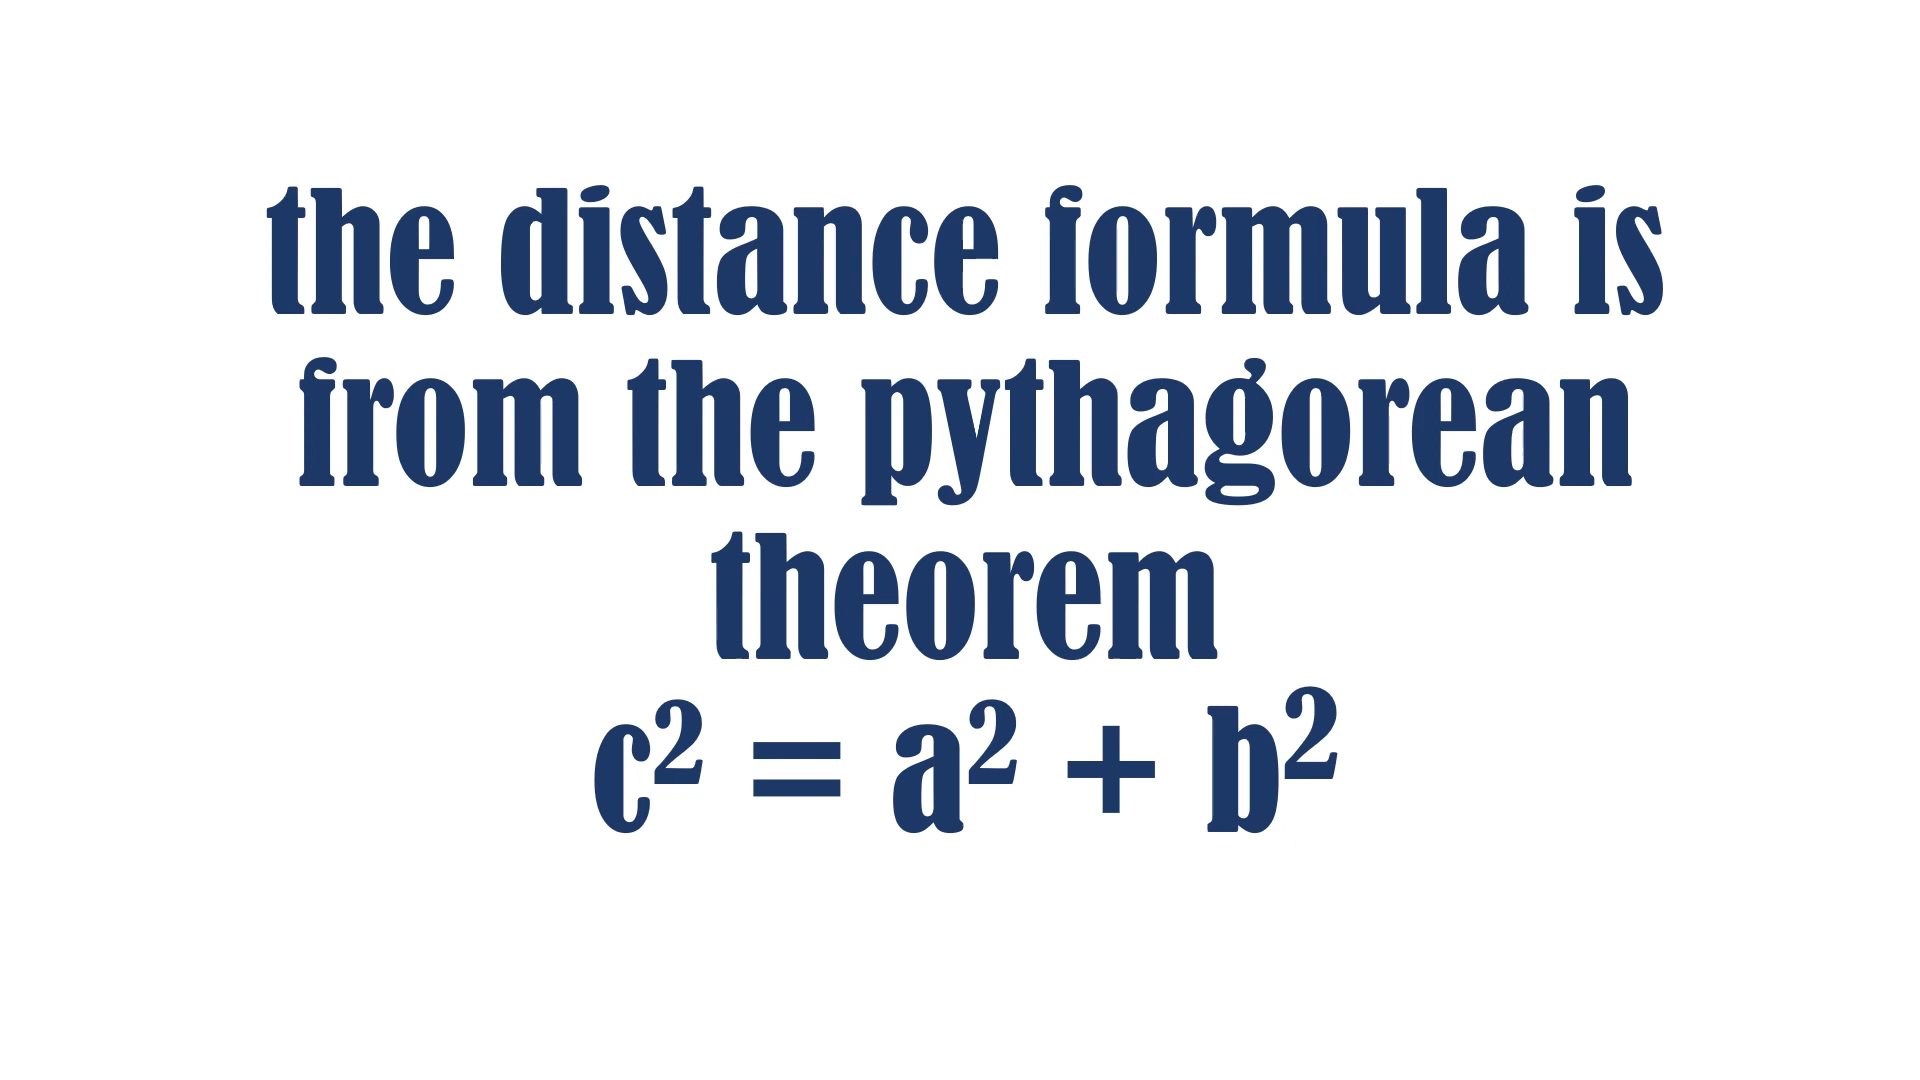 the distance formula is
from the pythagorean
theorem
c² = a² + b²